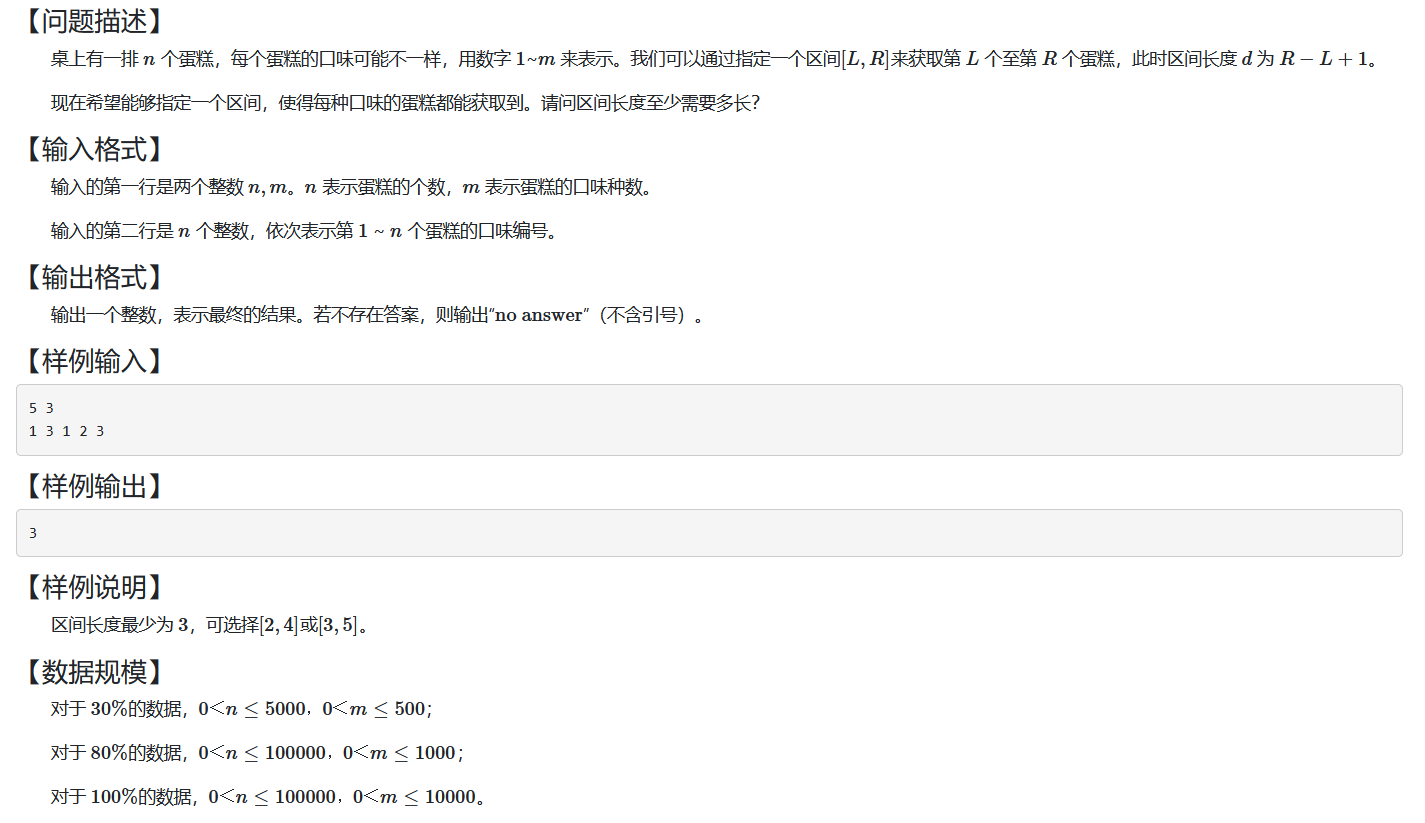 【问题描述】
桌上有一排 n 个蛋糕，每个蛋糕的口味可能不一样，用数字 1~m 来表示。我们可以通过指定一个区间[L, R]来获取第 L 个至第 R 个蛋糕，此时区间长度 d 为 R − L + 1。
现在希望能够指定一个区间，使得每种口味的蛋糕都能获取到。请问区间长度至少需要多长？
【输入格式】
输入的第一行是两个整数 n, m。n 表示蛋糕的个数，m 表示蛋糕的口味种数。
输入的第二行是 n 个整数，依次表示第 1 ~ n 个蛋糕的口味编号。
【输出格式】
输出一个整数，表示最终的结果。若不存在答案，则输出“no answer”（不含引号）。
【样例输入】
5 3
1 3 1 2 3
【样例输出】
3
【样例说明】
区间长度最少为 3，可选择[2, 4]或[3, 5]。
【数据规模】
对于 30%的数据，0＜n ≤ 5000，0＜m ≤ 500；
对于 80%的数据，0＜n ≤ 100000，0＜m ≤ 1000；
对于 100%的数据，0＜n ≤ 100000，0＜m ≤ 10000。